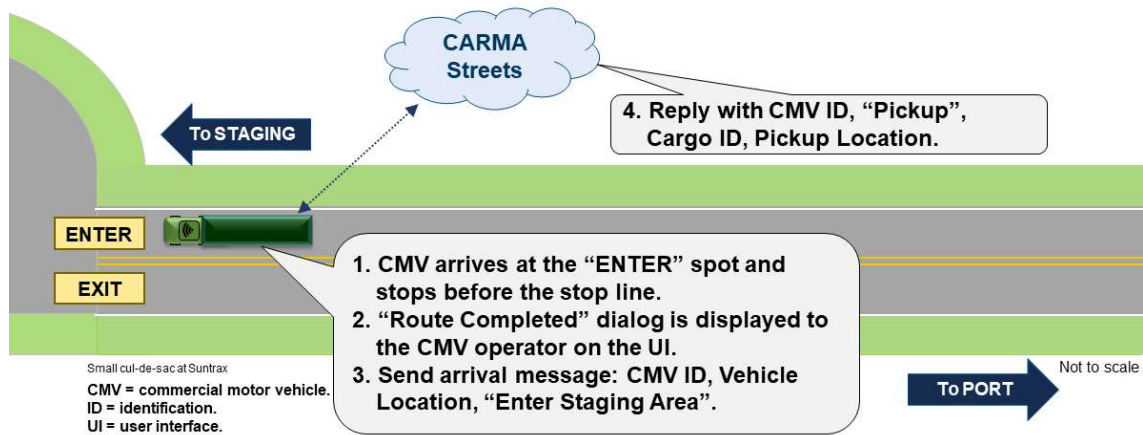 CARMA
Streets
4. Reply with CMV ID, “Pickup”,
Cargo ID, Pickup Location.
To STAGING
ENTER
EXIT
1. CMV arrives at the “ENTER” spot and
stops before the stop line.
2. “Route Completed” dialog is displayed to
the CMV operator on the UI.
3. Send arrival message: CMV ID, Vehicle
Location, “Enter Staging Area”.
Small cul-de-sac at Suntrax
CMV = commercial motor vehicle.
ID = identification.
UI = user interface.
To PORT
Not to scale